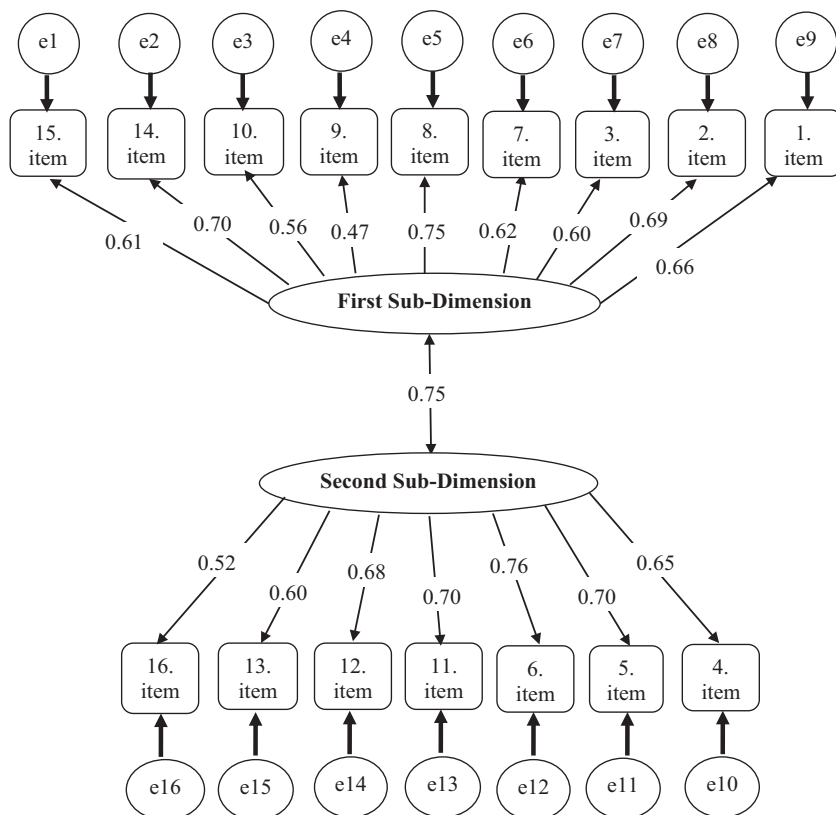 e1 e2 e3 e4 e5 e6 e7 e8 e9
15. 14. 10. 9. 8. 7. 3. 2. 1.
item item item item item item item item item
0.61 0.70 0.56 0.47 0.75 0.62 0.60 0.69 0.66
First Sub-Dimension
0.75
Second Sub-Dimension
0.52 0.60 0.68 0.70 0.76 0.70 0.65
16. 13. 12. 11. 6. 5. 4.
item item item item item item item
e16 e15 e14 e13 e12 e11 e10